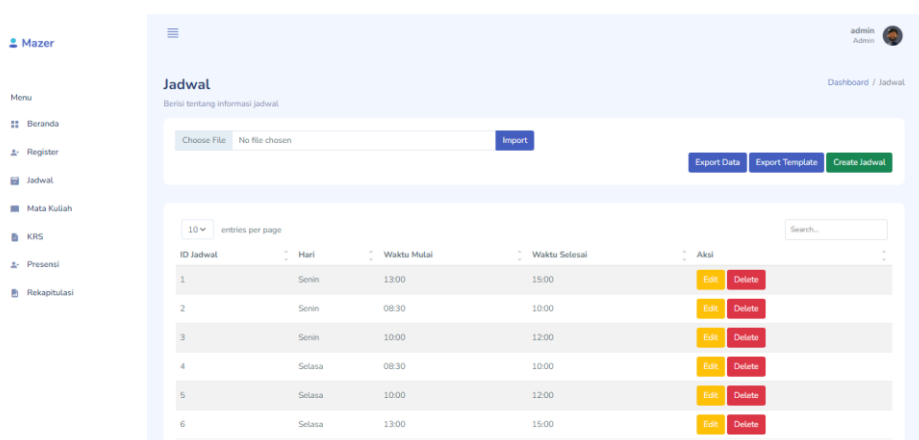 Mazer
Menu
Beranda
Register
Jadwal
Mata Kuliah
KRS
Presensi
Rekapitulasi
admin
Admin
Jadwal
Berisi tentang informasi jadwal
Dashboard / Jadwal
Choose File No file chosen Import
Export Data Export Template Create Jadwal
10 entries per page Search...
ID Jadwal Hari Waktu Mulai Waktu Selesai Aksi
1 Senin 13:00 15:00 Edit Delete
2 Senin 08:30 10:00 Edit Delete
3 Senin 10:00 12:00 Edit Delete
4 Selasa 08:30 10:00 Edit Delete
5 Selasa 10:00 12:00 Edit Delete
6 Selasa 13:00 15:00 Edit Delete